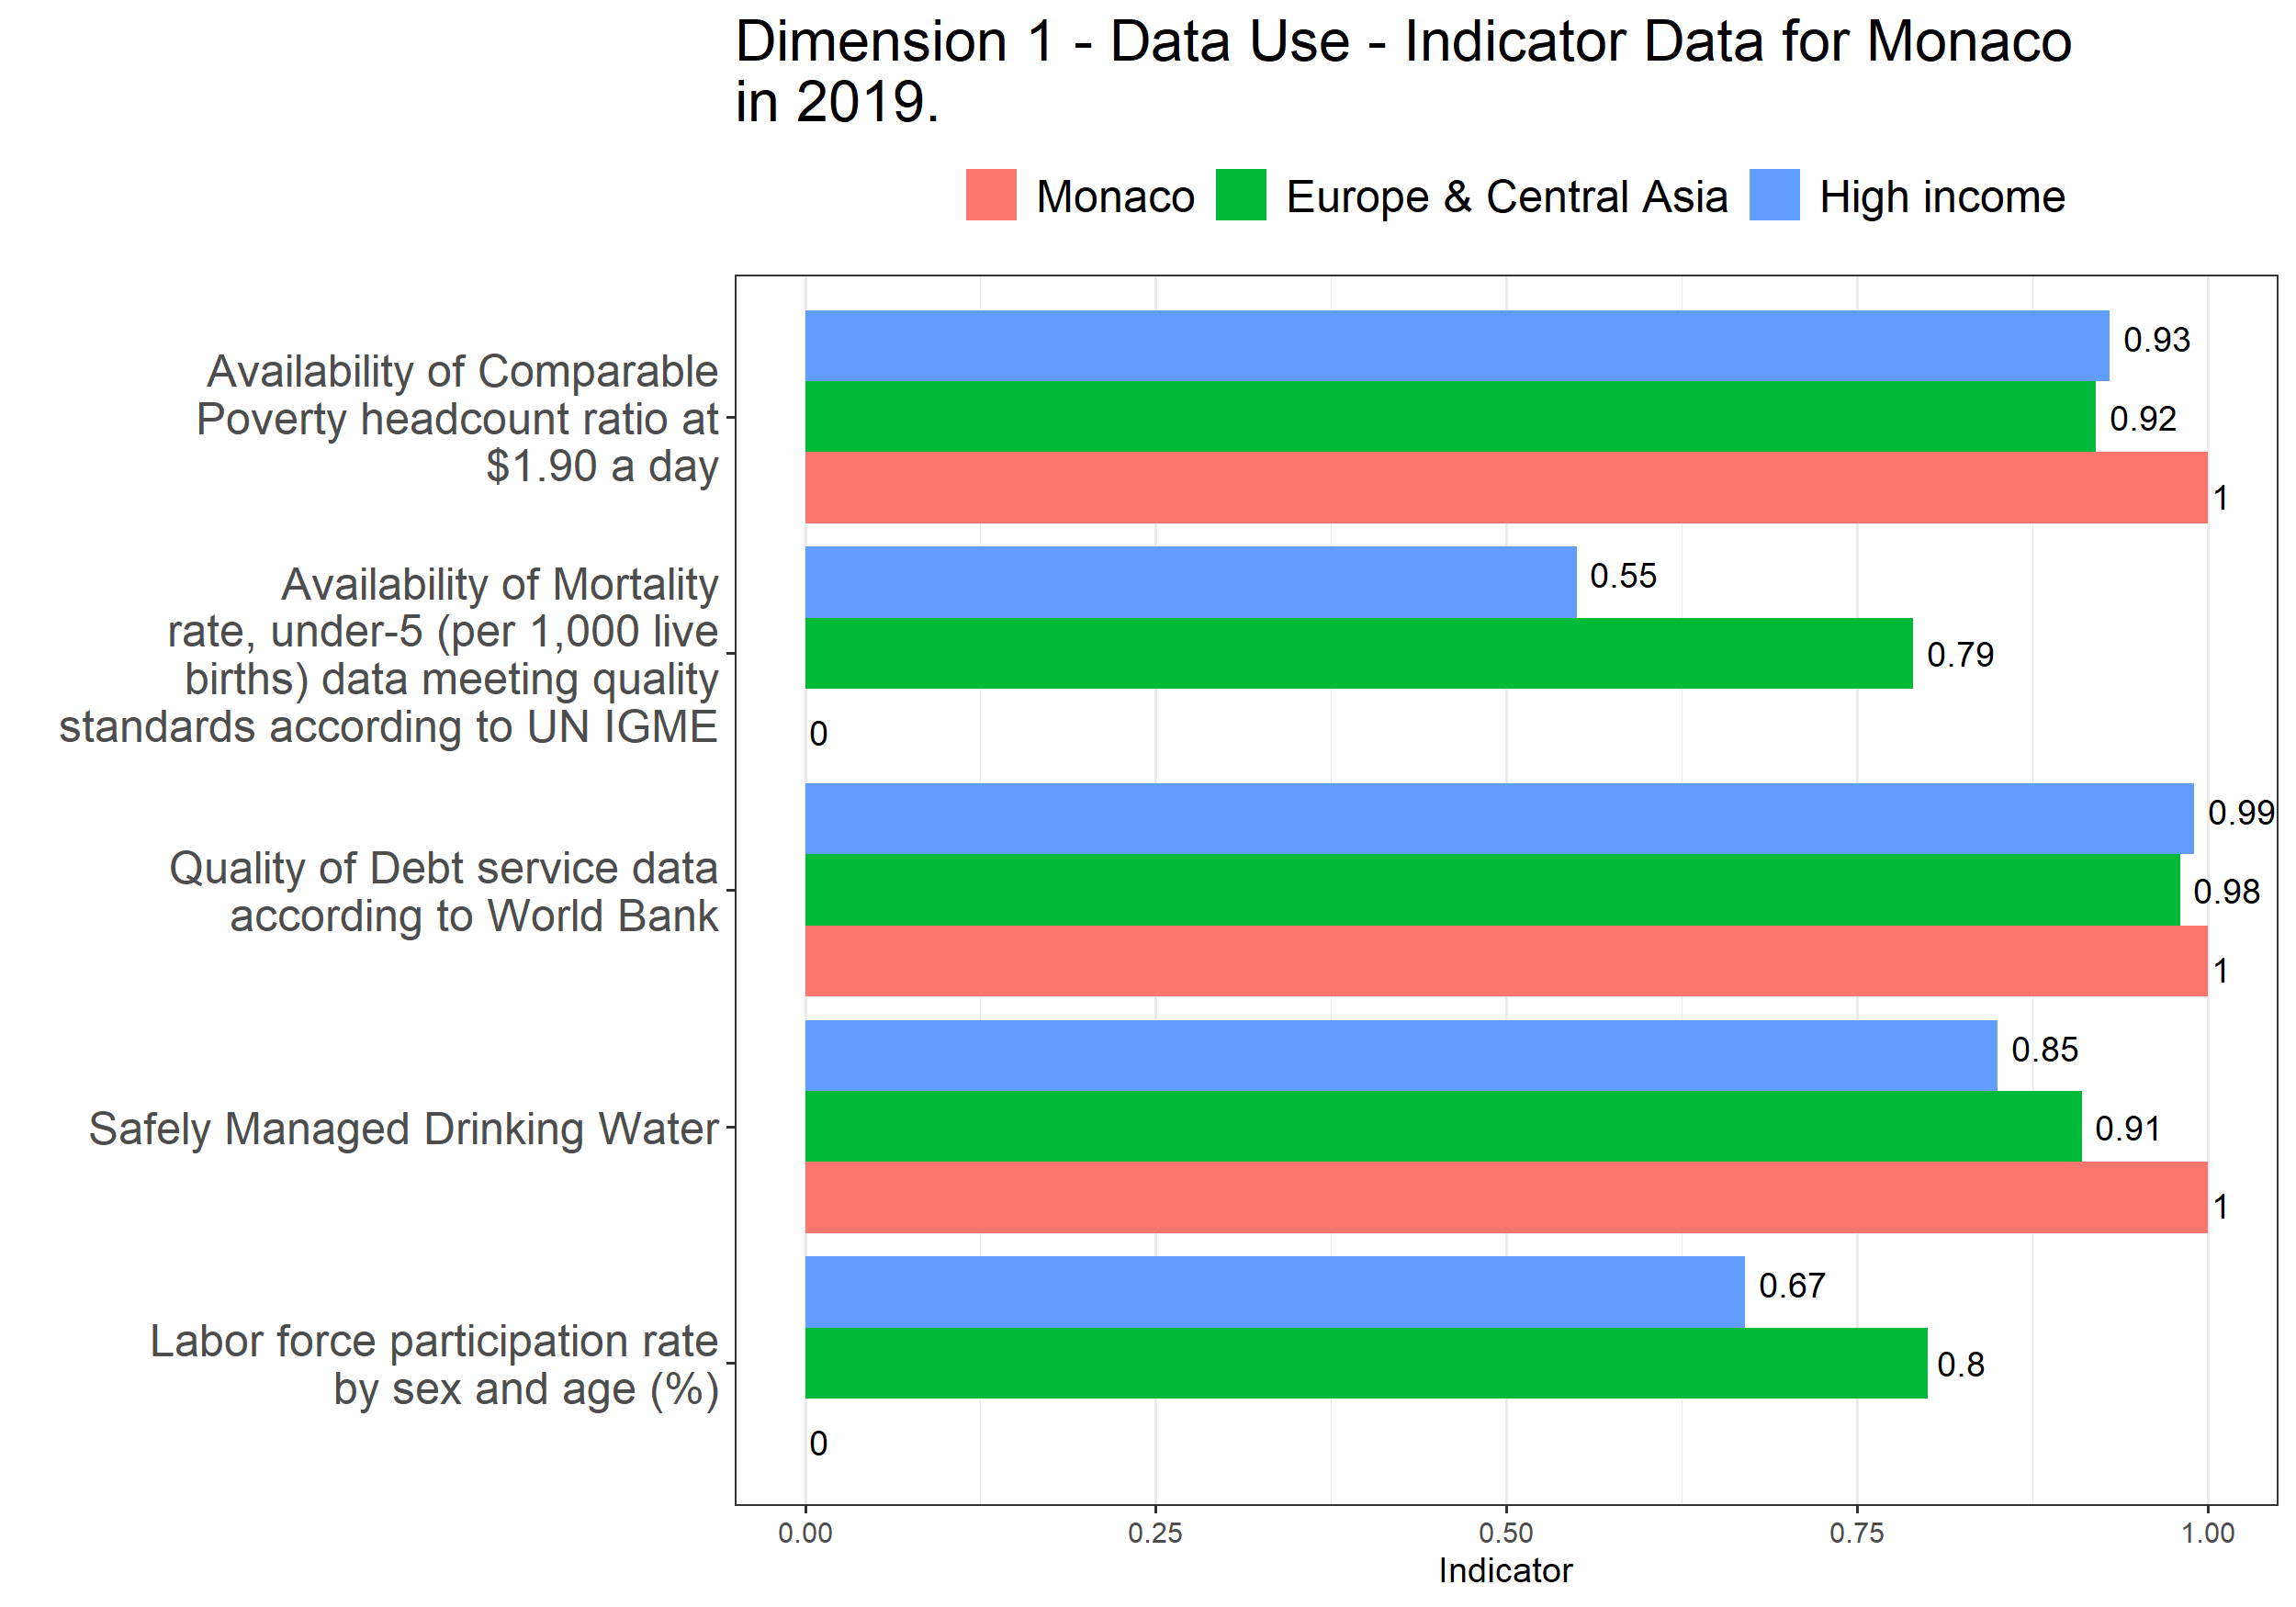 Dimension 1 - Data Use - Indicator Data for Monaco
in 2019.
Monaco
Europe & Central Asia
High income
Availability of Comparable
Poverty headcount ratio at
$1.90 a day
0.93
0.92
1
Availability of Mortality
rate, under-5 (per 1,000 live
births) data meeting quality
standards according to UN IGME
0.55
0.79
0
Quality of Debt service data
according to World Bank
0.99
0.98
1
Safely Managed Drinking Water
0.85
0.91
1
Labor force participation rate
by sex and age (%)
0.67
0.8
0
0.00
0.25
0.50
0.75
1.00
Indicator